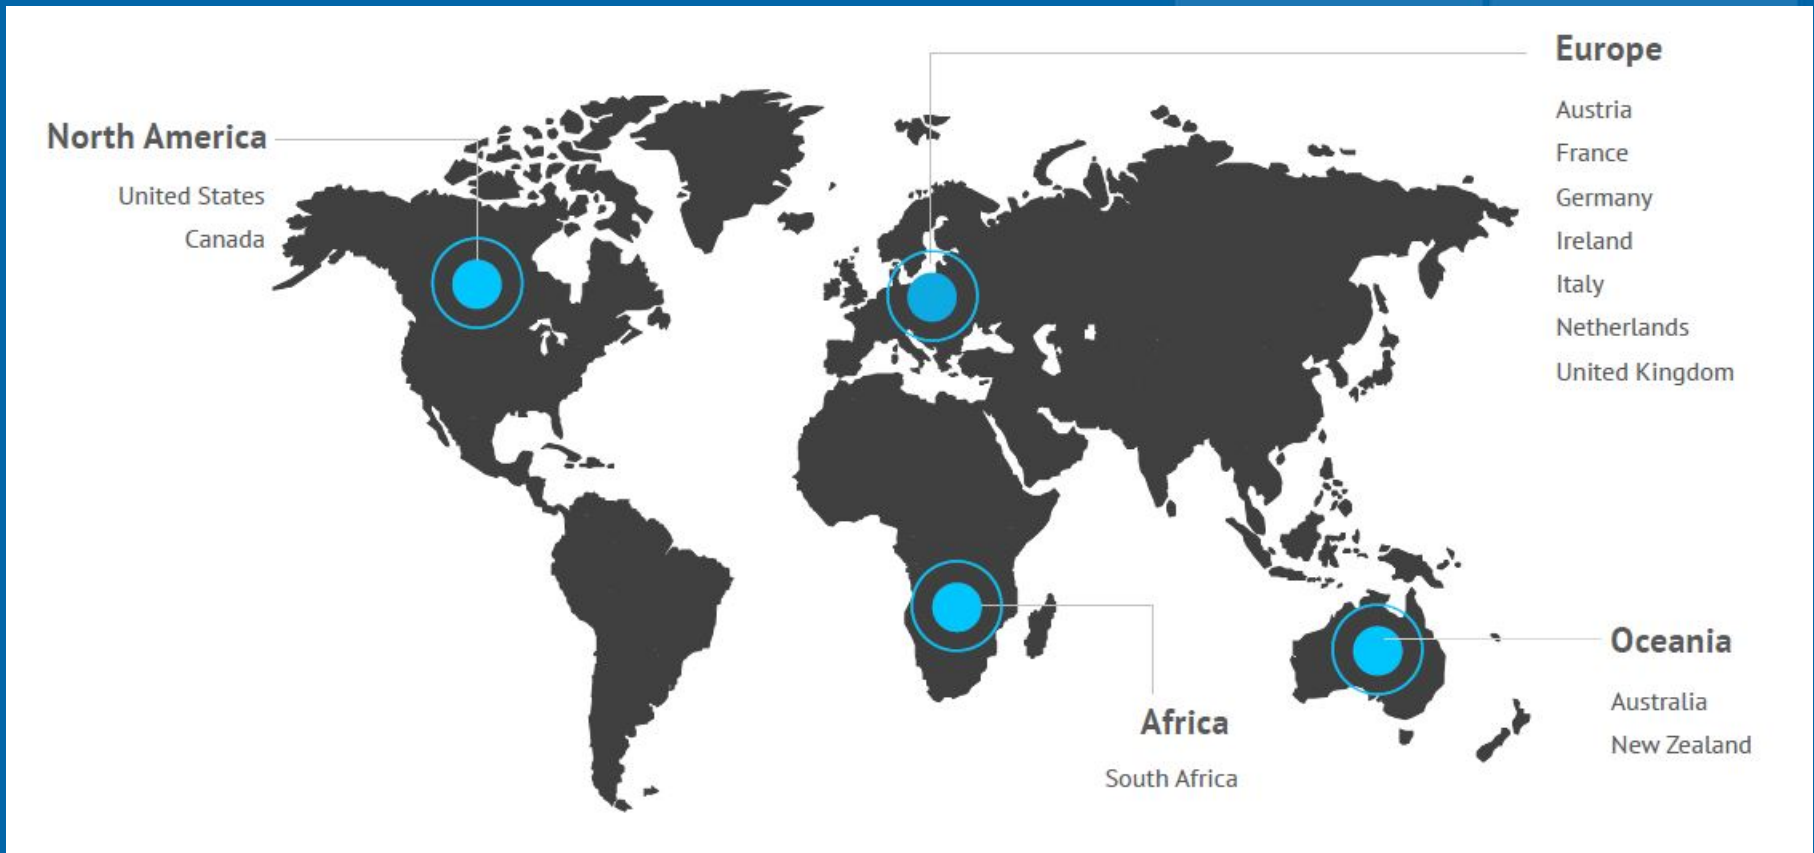 North America
United States
Canada
Europe
Austria
France
Germany
Ireland
Italy
Netherlands
United Kingdom
Africa
South Africa
Oceania
Australia
New Zealand